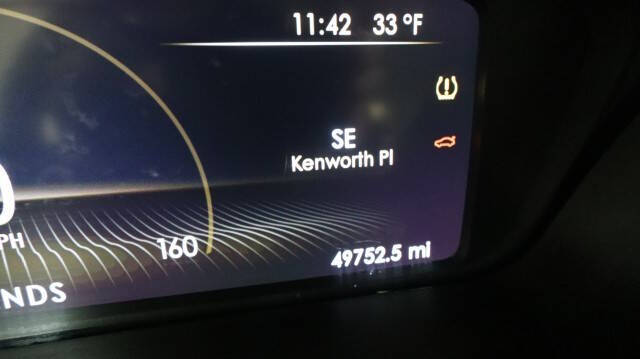 11:42 33 °F
SE
Kenworth Pl
160
49752.5 mi